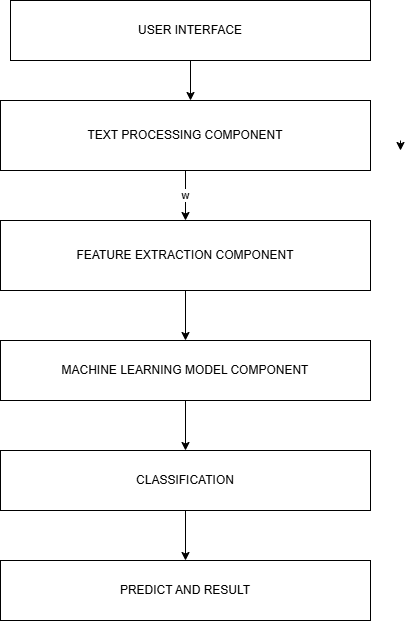 USER INTERFACE
TEXT PROCESSING COMPONENT
w
FEATURE EXTRACTION COMPONENT
MACHINE LEARNING MODEL COMPONENT
CLASSIFICATION
PREDICT AND RESULT